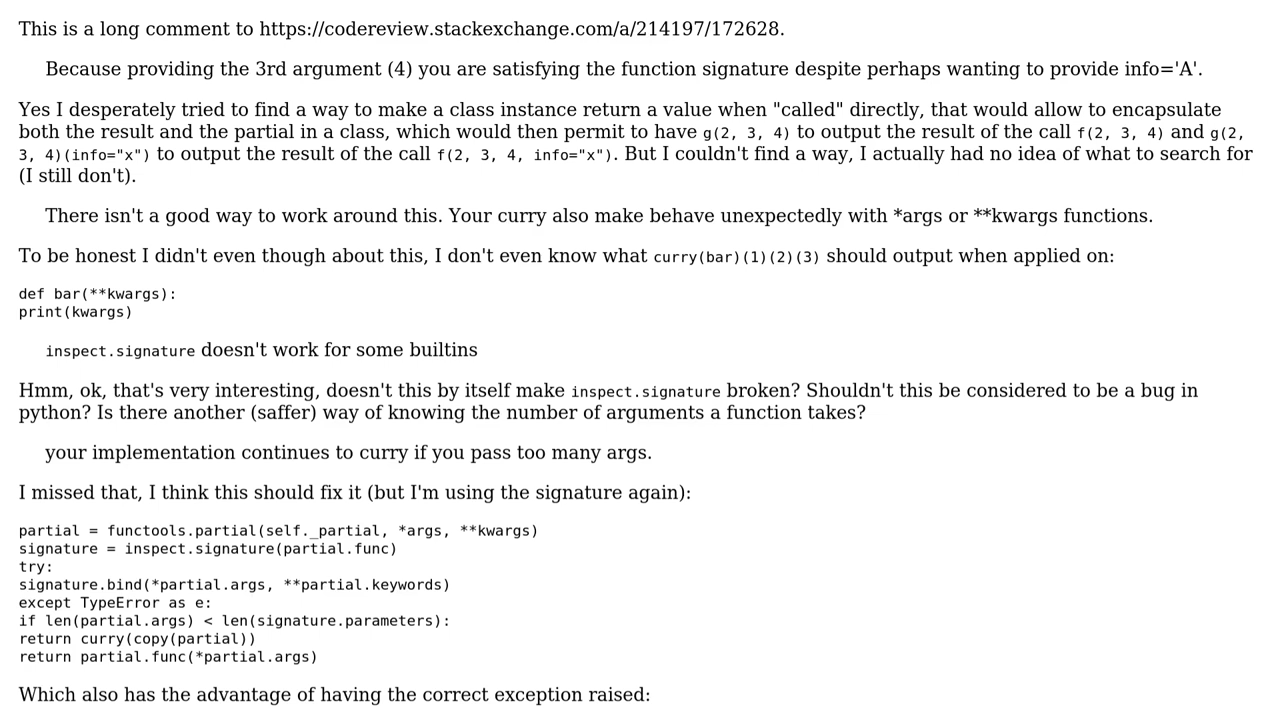 This is a long comment to https://codereview.stackexchange.com/a/214197/172628.
Because providing the 3rd argument (4) you are satisfying the function signature despite perhaps wanting to provide info='A'.
Yes I desperately tried to find a way to make a class instance return a value when "called" directly, that would allow to encapsulate
both the result and the partial in a class, which would then permit to have g(2, 3, 4) to output the result of the call f(2, 3, 4) and g(2,
3, 4)(info="x") to output the result of the call f(2, 3, 4, info="x"). But I couldn't find a way, I actually had no idea of what to search for
(I still don't).
There isn't a good way to work around this. Your curry also make behave unexpectedly with *args or **kwargs functions.
To be honest I didn't even though about this, I don't even know what curry(bar)(1)(2)(3) should output when applied on:
def bar(**kwargs):
print(kwargs)
inspect.signature doesn't work for some builtins
Hmm, ok, that's very interesting, doesn't this by itself make inspect.signature broken? Shouldn't this be considered to be a bug in
python? Is there another (saffer) way of knowing the number of arguments a function takes?
your implementation continues to curry if you pass too many args.
I missed that, I think this should fix it (but I'm using the signature again):
partial = functools.partial(self._partial, *args, **kwargs)
signature = inspect.signature(partial.func)
try:
signature.bind(*partial.args, **partial.keywords)
except TypeError as e:
if len(partial.args) < len(signature.parameters):
return curry(copy(partial))
return partial.func(*partial.args)
Which also has the advantage of having the correct exception raised: